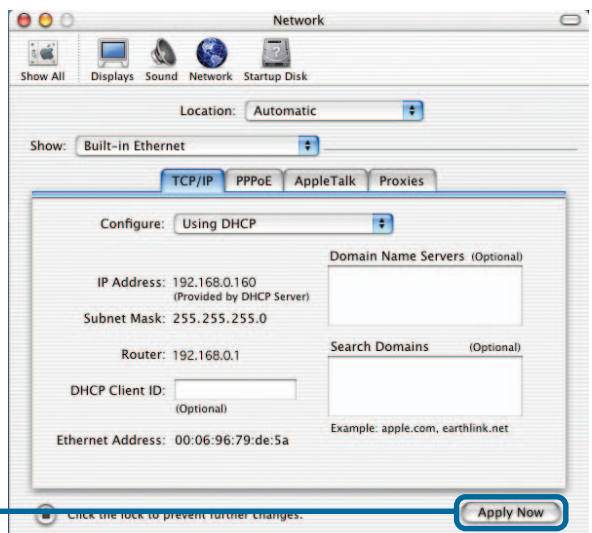 Network
Show All Displays Sound Network Startup Disk
Location: Automatic
Show: Built-in Ethernet
TCP/IP PPPoE AppleTalk Proxies
Configure: Using DHCP
Domain Name Servers (Optional)
IP Address: 192.168.0.160
(Provided by DHCP Server)
Subnet Mask: 255.255.255.0
Router: 192.168.0.1
Search Domains (Optional)
DHCP Client ID:
(Optional)
Example: apple.com, earthlink.net
Ethernet Address: 00:06:96:79:de:5a
Click the lock to prevent further changes.
Apply Now